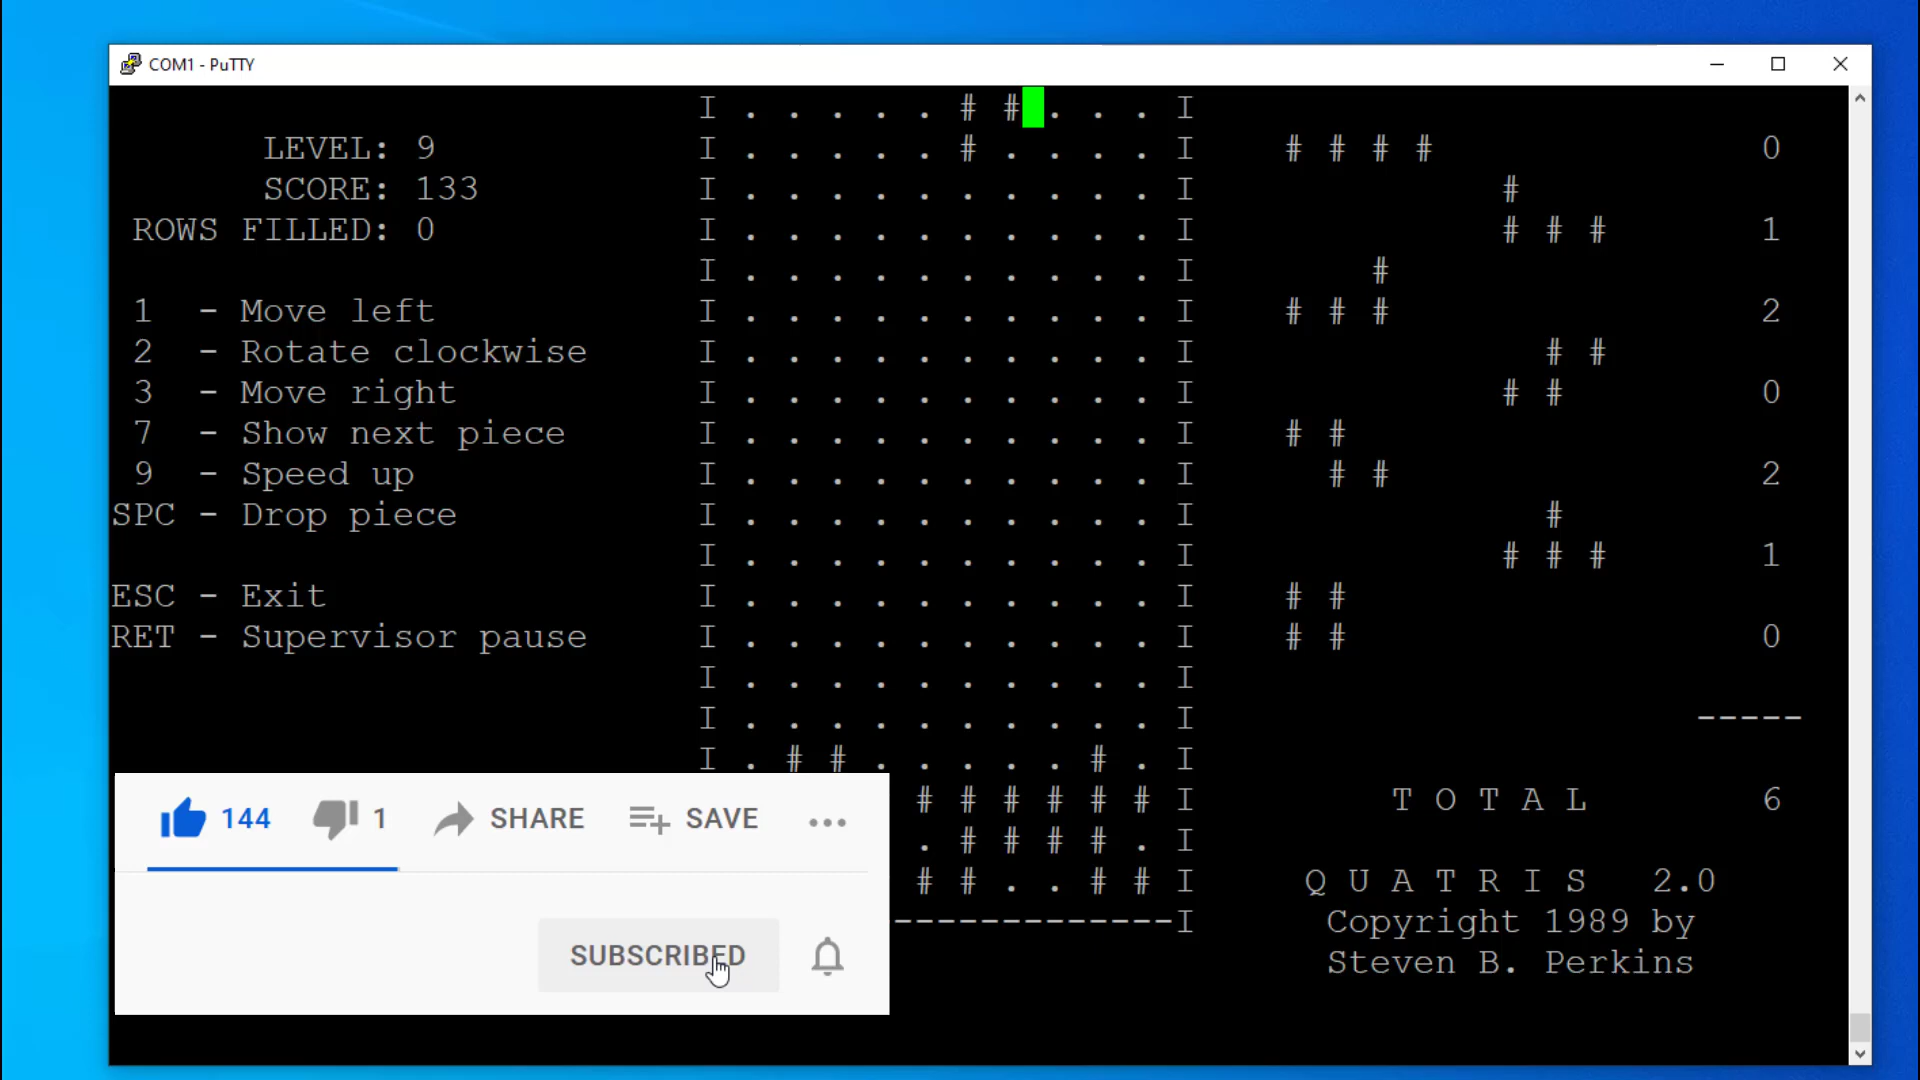 COM1 - PuTTY
I . . . . . # # . . . I
LEVEL: 9 I . . . . . # . . . . I # # # # 0
SCORE: 133 I . . . . . . . . . . I #
ROWS FILLED: 0 I . . . . . . . . . . I # # # 1
I . . . . . . . . . . I #
1 - Move left I . . . . . . . . . . I # # # 2
2 - Rotate clockwise I . . . . . . . . . . I # #
3 - Move right I . . . . . . . . . . I # # 0
7 - Show next piece I . . . . . . . . . . I # #
9 - Speed up I . . . . . . . . . . I # # 2
SPC - Drop piece I . . . . . . . . . . I #
I . . . . . . . . . . I # # # 1
ESC - Exit I . . . . . . . . . . I # #
RET - Supervisor pause I . . . . . . . . . . I # # 0
I . . . . . . . . . . I
I . . . . . . . . . . I -----
I . # # . . . . . # . I
# # # # # # I T O T A L 6
. # # # # . I
# # . . # # I Q U A T R I S 2.0
-------------I Copyright 1989 by
Steven B. Perkins
144 1 SHARE SAVE ...
SUBSCRIBED